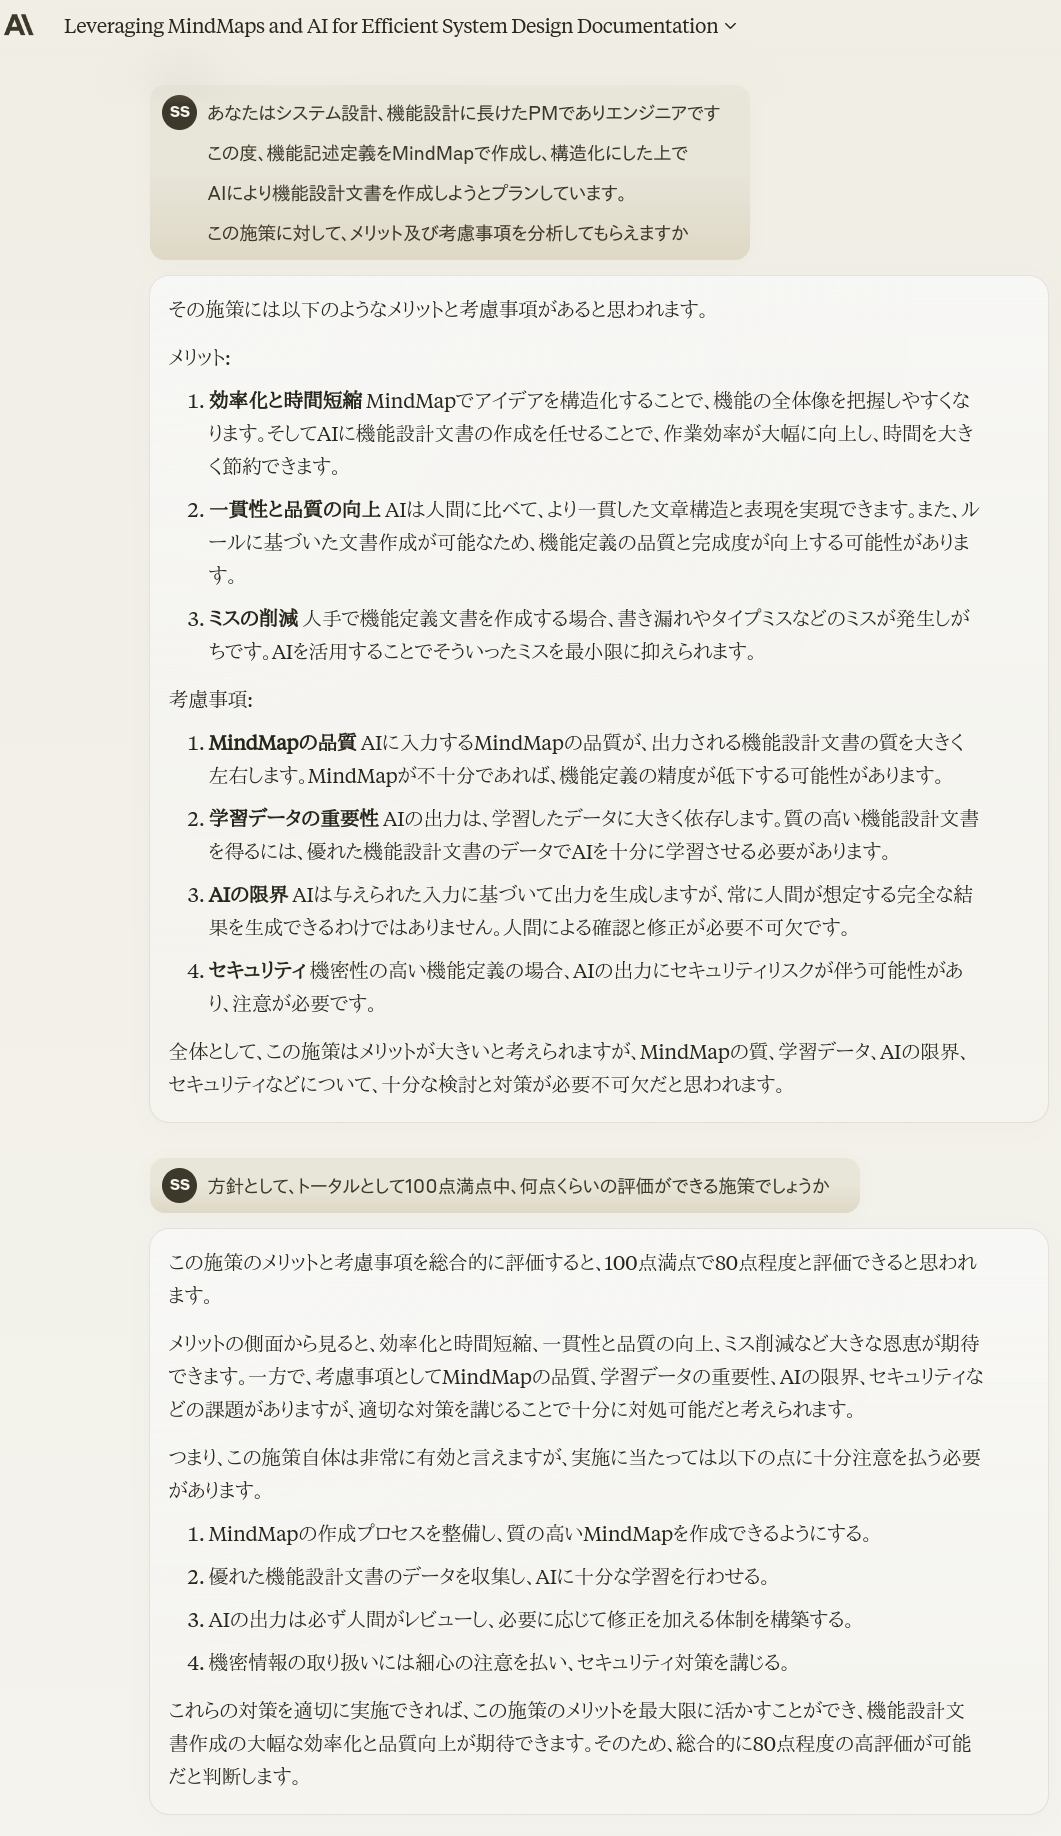 Leveraging MindMaps and AI for Efficient System Design Documentation
SS
あなたはシステム設計、機能設計に長けたPMでありエンジニアです
この度、機能記述定義をMindMapで作成し、構造化にした上で
AIにより機能設計文書を作成しようとプランしています。
この施策に対して、メリット及び考慮事項を分析してもらえますか
その施策には以下のようなメリットと考慮事項があると思われます。
メリット:
1. 効率化と時間短縮 MindMapでアイデアを構造化することで、機能の全体像を把握しやすくな
ります。そしてAIに機能設計文書の作成を任せることで、作業効率が大幅に向上し、時間を大き
く節約できます。
2. 一貫性と品質の向上 AIは人間に比べて、より一貫した文章構造と表現を実現できます。また、ル
ールに基づいた文書作成が可能なため、機能定義の品質と完成度が向上する可能性がありま
す。
3. ミスの削減 人手で機能定義文書を作成する場合、書き漏れやタイプミスなどのミスが発生しが
ちです。AIを活用することでそういったミスを最小限に抑えられます。
考慮事項:
1. MindMapの品質 AIに入力するMindMapの品質が、出力される機能設計文書の質を大きく
左右します。MindMapが不十分であれば、機能定義の精度が低下する可能性があります。
2. 学習データの重要性 AIの出力は、学習したデータに大きく依存します。質の高い機能設計文書
を得るには、優れた機能設計文書のデータでAIを十分に学習させる必要があります。
3. AIの限界 AIは与えられた入力に基づいて出力を生成しますが、常に人間が想定する完全な結
果を生成できるわけではありません。人間による確認と修正が必要不可欠です。
4. セキュリティ 機密性の高い機能定義の場合、AIの出力にセキュリティリスクが伴う可能性があ
り、注意が必要です。
全体として、この施策はメリットが大きいと考えられますが、MindMapの質、学習データ、AIの限界、
セキュリティなどについて、十分な検討と対策が必要不可欠だと思われます。
SS
方針として、トータルとして100点満点中、何点くらいの評価ができる施策でしょうか
この施策のメリットと考慮事項を総合的に評価すると、100点満点で80点程度と評価できると思われ
ます。
メリットの側面から見ると、効率化と時間短縮、一貫性と品質の向上、ミス削減など大きな恩恵が期待
できます。一方で、考慮事項としてMindMapの品質、学習データの重要性、AIの限界、セキュリティな
どの課題がありますが、適切な対策を講じることで十分に対処可能だと考えられます。
つまり、この施策自体は非常に有効と言えますが、実施に当たっては以下の点に十分注意を払う必要
があります。
1. MindMapの作成プロセスを整備し、質の高いMindMapを作成できるようにする。
2. 優れた機能設計文書のデータを収集し、AIに十分な学習を行わせる。
3. AIの出力は必ず人間がレビューし、必要に応じて修正を加える体制を構築する。
4. 機密情報の取り扱いには細心の注意を払い、セキュリティ対策を講じる。
これらの対策を適切に実施できれば、この施策のメリットを最大限に活かすことができ、機能設計文
書作成の大幅な効率化と品質向上が期待できます。そのため、総合的に80点程度の高評価が可能
だと判断します。